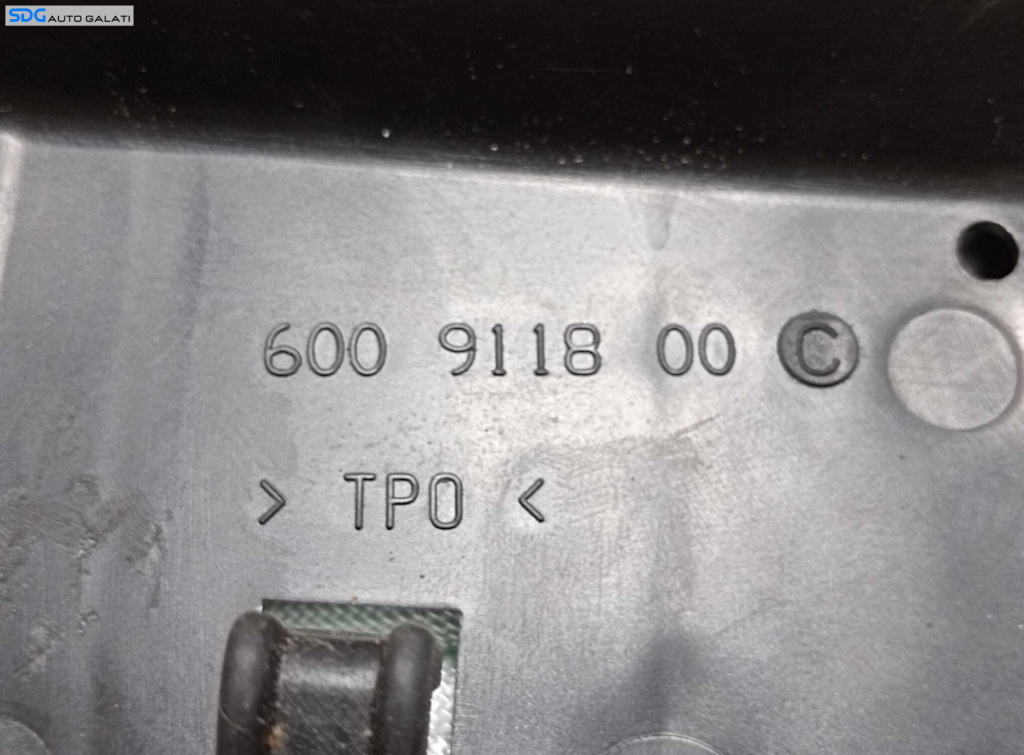 SDG AUTO GALATI
600 9118 00 C
> TPO <